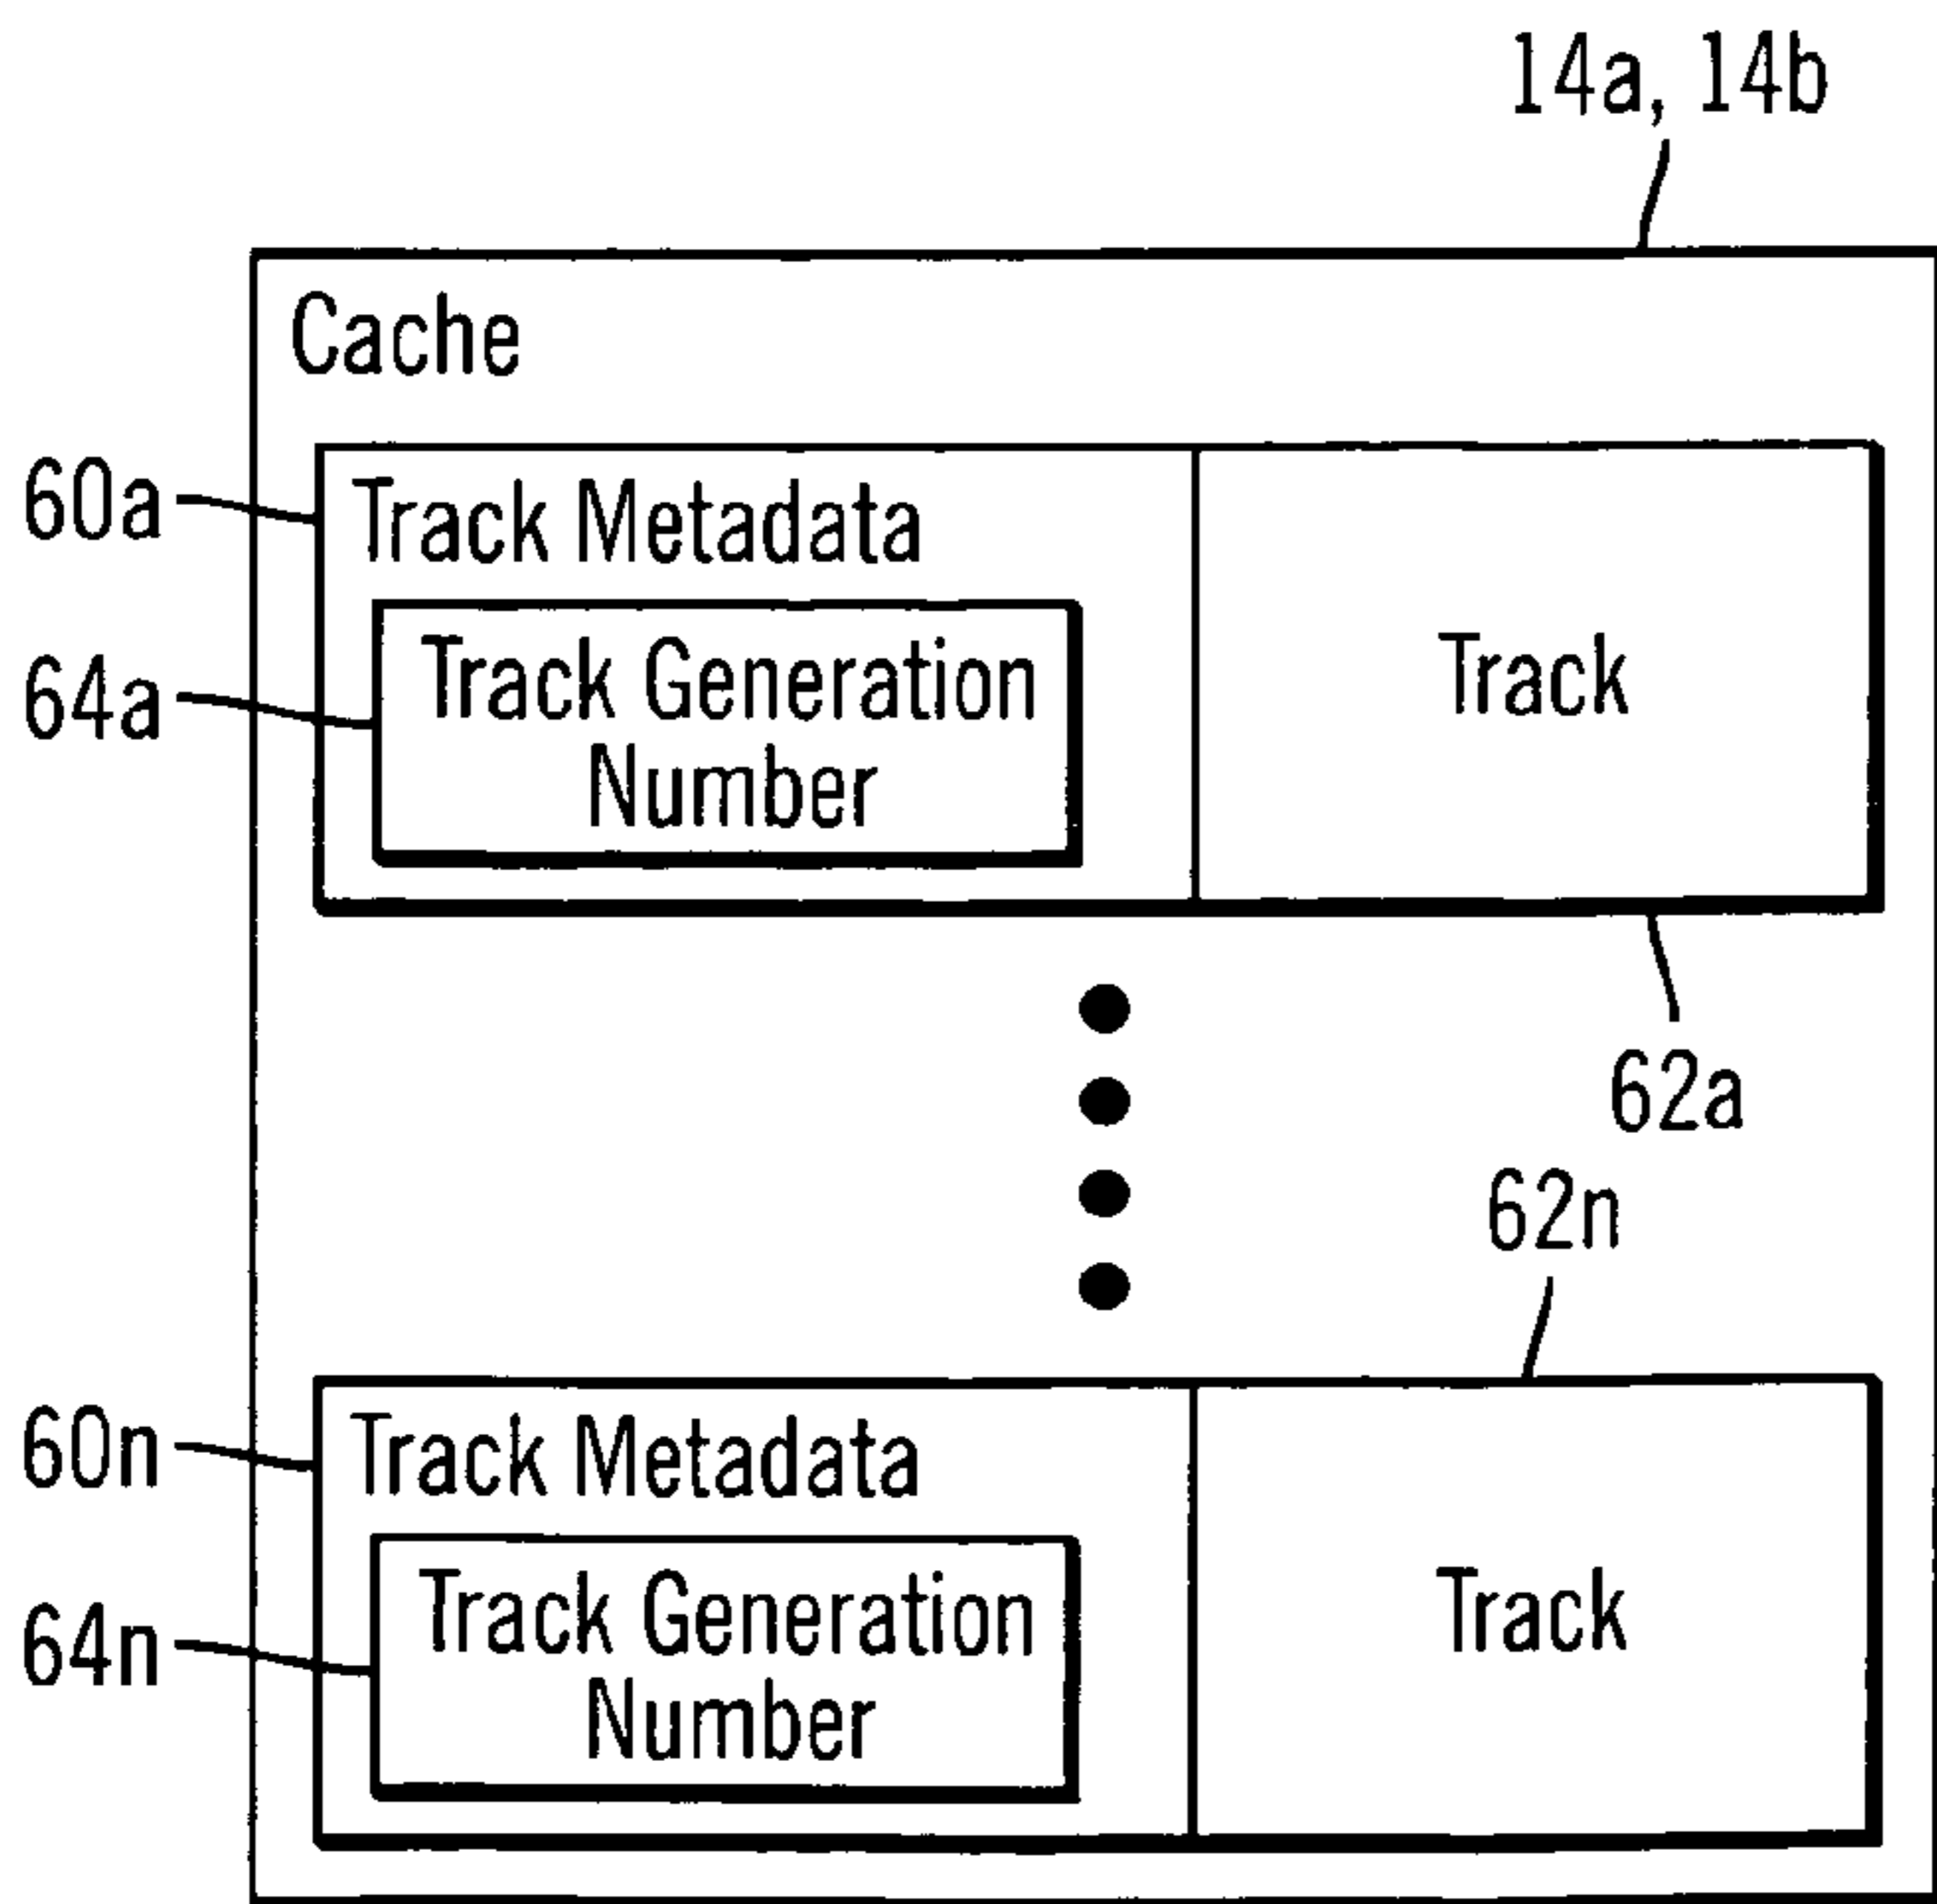 14a, 14b
Cache
60a
Track Metadata
64a
Track Generation
Number
Track
62a
62n
60n
Track Metadata
64n
Track Generation
Number
Track